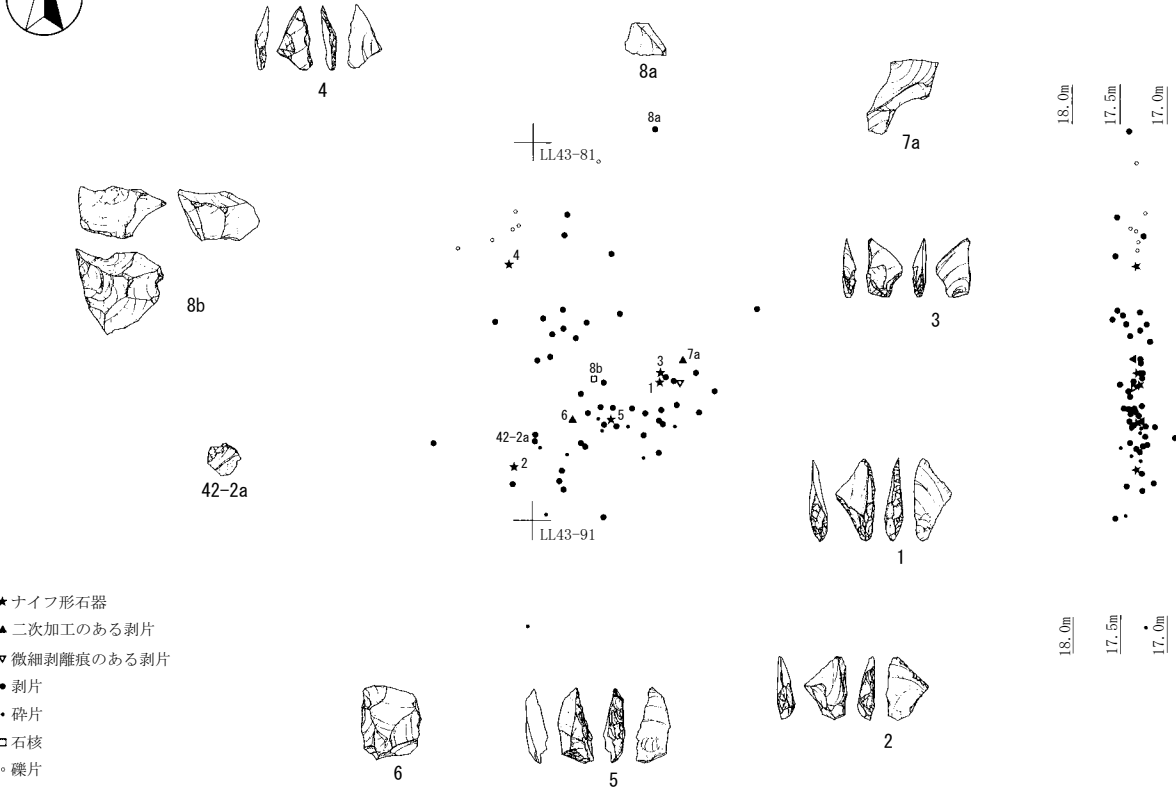 4
8a
7a
18.0m
17.5m
17.0m
8a
LL43-81
8b
4
3
3
7a
8b
1
6
5
42-2a
2
42-2a
LL43-91
1
★ナイフ形石器
▲二次加工のある剥片
▽微細剥離痕のある剥片
●剥片
・砕片
□石核
○礫片
18.0m
17.5m
17.0m
6
5
2